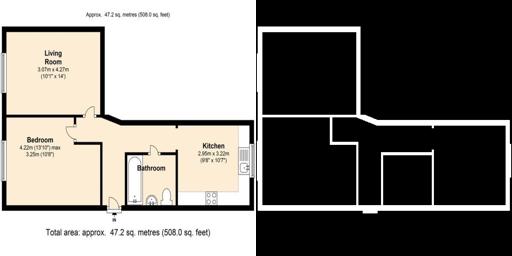 Approx. 47.2 sq. metres (508.0 sq. feet)
Living
Room
3.07m x 4.27m
(10'1" x 14')
Bedroom
4.22m (13'10") max
3.25m (10'8")
Kitchen
2.95m x 3.22m
(9'8" x 10'7")
Bathroom
IN
Total area: approx. 47.2 sq. metres (508.0 sq. feet)